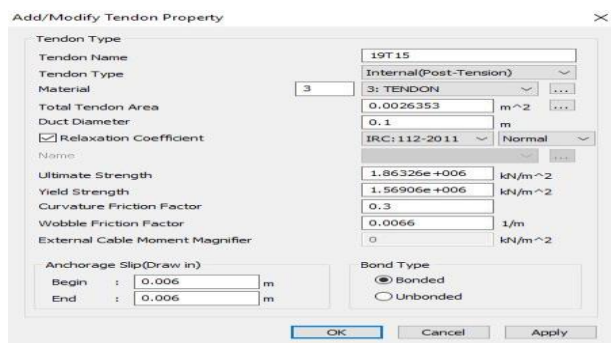 Add/Modify Tendon Property
Tendon Type
Tendon Name 19T15
Tendon Type Internal(Post-Tension)
Material 3 3: TENDON ...
Total Tendon Area 0.0026353 m^2 ...
Duct Diameter 0.1 m
Relaxation Coefficient IRC:112-2011 Normal
Name ...
Ultimate Strength 1.86326e+006 kN/m^2
Yield Strength 1.56906e+006 kN/m^2
Curvature Friction Factor 0.3
Wobble Friction Factor 0.0066 1/m
External Cable Moment Magnifier 0 kN/m^2
Anchorage Slip(Draw in) Bond Type
Begin : 0.006 m Bonded
End : 0.006 m Unbonded
OK Cancel Apply